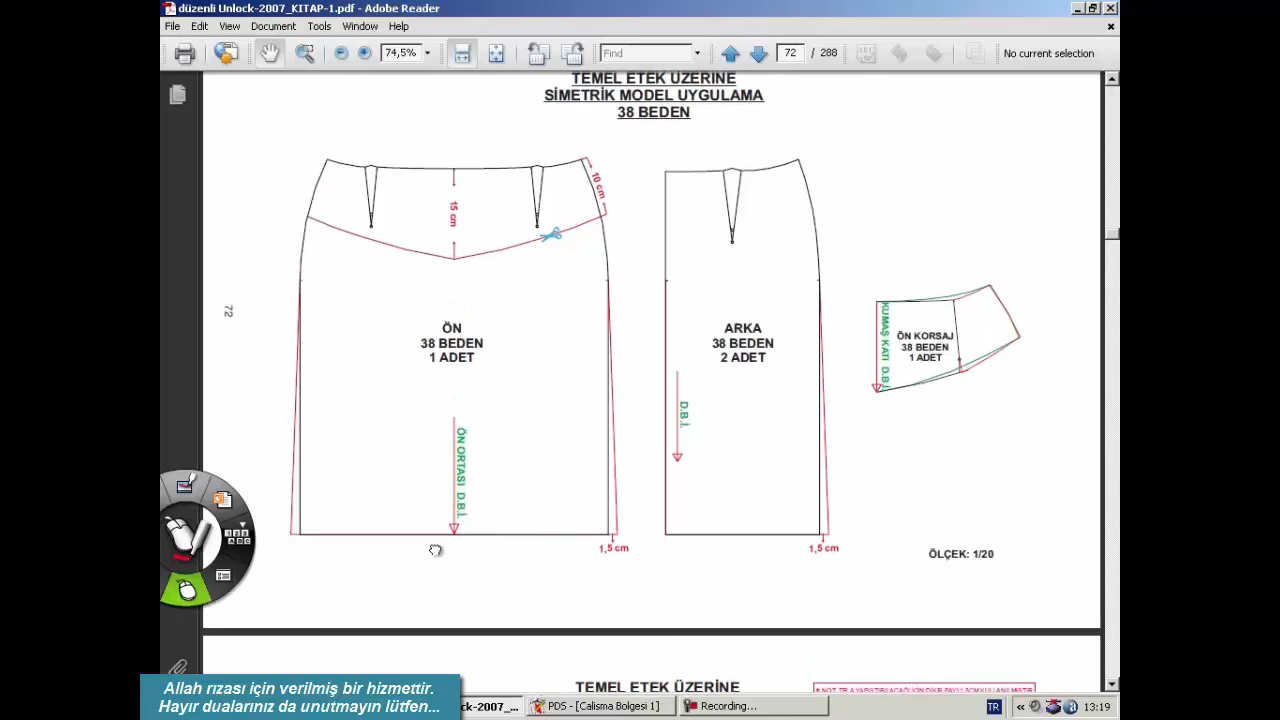 düzenli Unlock-2007_KITAP-1.pdf - Adobe Reader
File Edit View Document Tools Window Help
74,5% Find 72 / 288 No current selection
TEMEL ETEK ÜZERİNE
SİMETRİK MODEL UYGULAMA
38 BEDEN
10 cm
15 cm
72
ÖN
38 BEDEN
1 ADET
ARKA
38 BEDEN
2 ADET
KUMAŞ KATI D.B.İ.
ÖN KORSAJ
38 BEDEN
1 ADET
D.B.İ.
ÖN ORTASI D.B.İ.
1,5 cm
1,5 cm
ÖLÇEK: 1/20
TEMEL ETEK ÜZERİNE
Allah rızası için verilmiş bir hizmettir.
Hayır dualarınız da unutmayın lütfen...
lock-2007_...
PDS - [Calisma Bolgesi 1]
Recording...
TR
13:19